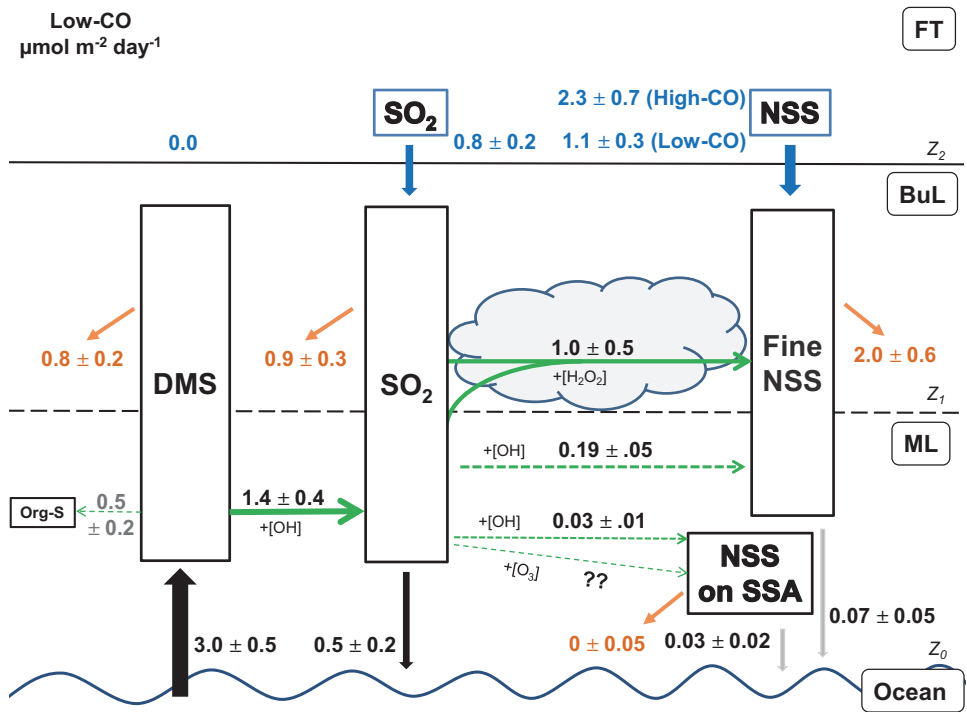 Low-CO
µmol m⁻² day⁻¹
FT
SO₂
2.3 ± 0.7 (High-CO)
NSS
0.0
0.8 ± 0.2
1.1 ± 0.3 (Low-CO)
Z₂
BuL
0.8 ± 0.2
DMS
0.9 ± 0.3
SO₂
1.0 ± 0.5
+[H₂O₂]
Fine
NSS
2.0 ± 0.6
Z₁
ML
+[OH]
0.19 ± .05
Org-S
0.5
± 0.2
1.4 ± 0.4
+[OH]
+[OH]
0.03 ± .01
+[O₃]
??
NSS
on SSA
3.0 ± 0.5
0.5 ± 0.2
0 ± 0.05
0.03 ± 0.02
0.07 ± 0.05
Z₀
Ocean